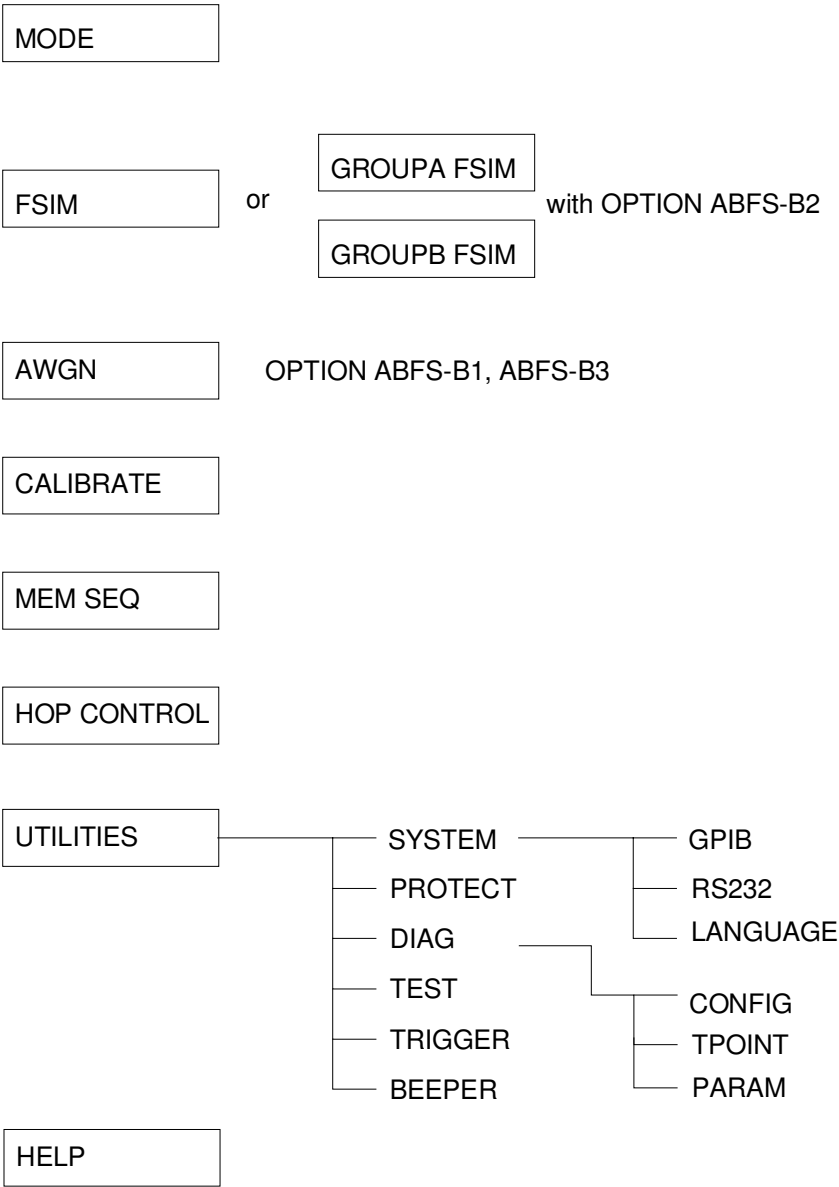 MODE
GROUPA FSIM
FSIM or with OPTION ABFS-B2
GROUPB FSIM
AWGN OPTION ABFS-B1, ABFS-B3
CALIBRATE
MEM SEQ
HOP CONTROL
UTILITIES SYSTEM GPIB
PROTECT RS232
DIAG LANGUAGE
TEST CONFIG
TRIGGER TPOINT
BEEPER PARAM
HELP